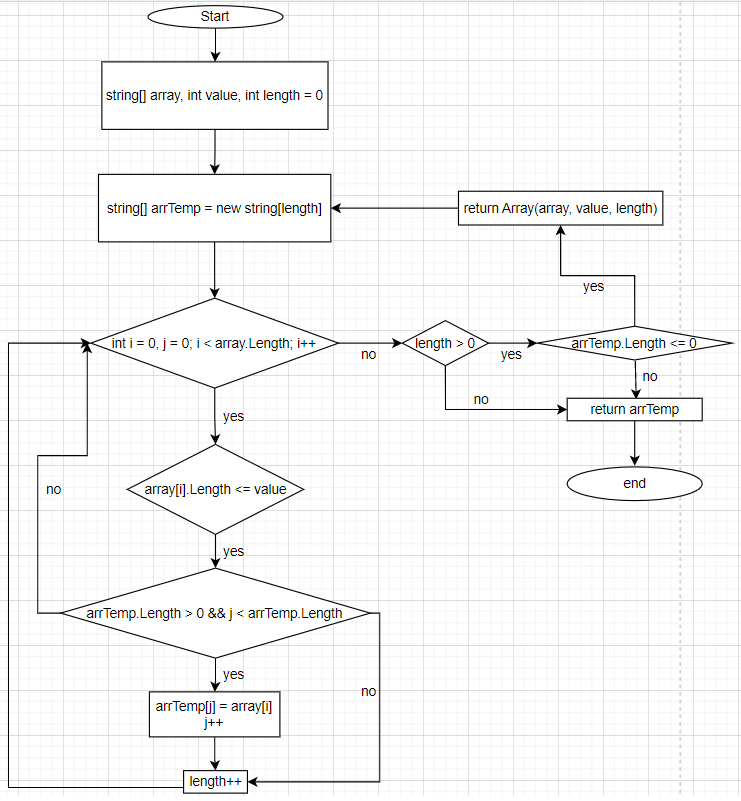 Start
string[] array, int value, int length = 0
string[] arrTemp = new string[length]
return Array(array, value, length)
yes
int i = 0, j = 0; i < array.Length; i++
no
length > 0
yes
arrTemp.Length <= 0
no
no
return arrTemp
yes
end
array[i].Length <= value
no
yes
arrTemp.Length > 0 && j < arrTemp.Length
yes
no
arrTemp[j] = array[i]
j++
length++